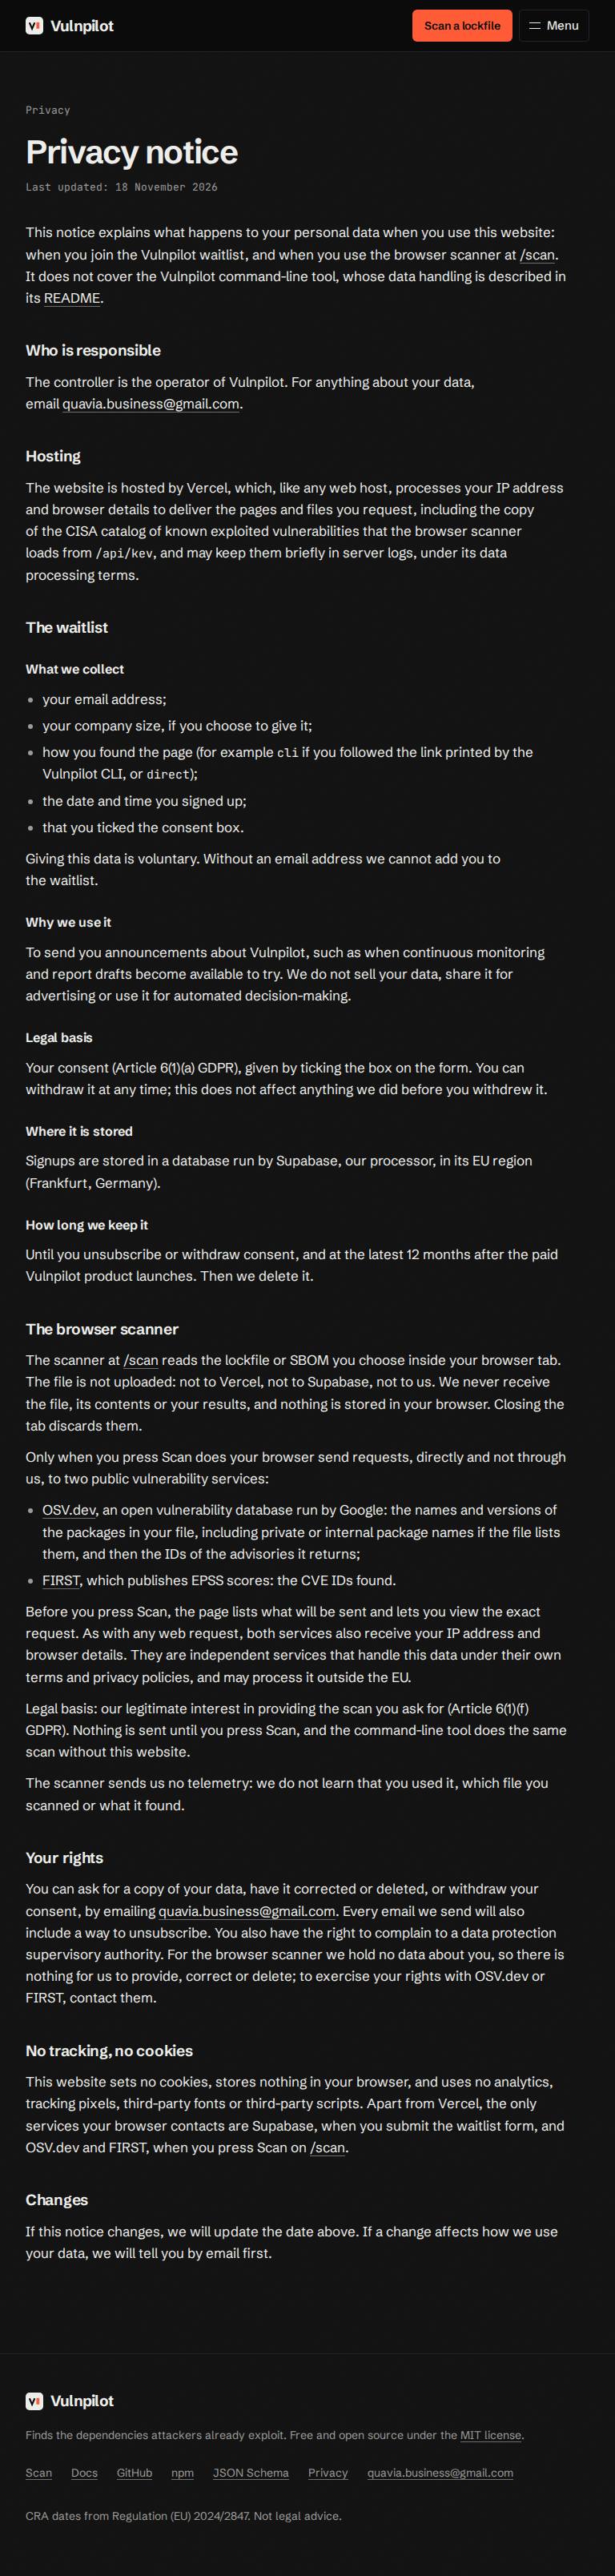 Vulnpilot
Scan a lockfile
Menu
Privacy
Privacy notice
Last updated: 18 November 2026
This notice explains what happens to your personal data when you use this website:
when you join the Vulnpilot waitlist, and when you use the browser scanner at /scan.
It does not cover the Vulnpilot command-line tool, whose data handling is described in
its README.
Who is responsible
The controller is the operator of Vulnpilot. For anything about your data,
email quavia.business@gmail.com.
Hosting
The website is hosted by Vercel, which, like any web host, processes your IP address
and browser details to deliver the pages and files you request, including the copy
of the CISA catalog of known exploited vulnerabilities that the browser scanner
loads from /api/kev, and may keep them briefly in server logs, under its data
processing terms.
The waitlist
What we collect
your email address;
your company size, if you choose to give it;
how you found the page (for example cli if you followed the link printed by the
Vulnpilot CLI, or direct);
the date and time you signed up;
that you ticked the consent box.
Giving this data is voluntary. Without an email address we cannot add you to
the waitlist.
Why we use it
To send you announcements about Vulnpilot, such as when continuous monitoring
and report drafts become available to try. We do not sell your data, share it for
advertising or use it for automated decision-making.
Legal basis
Your consent (Article 6(1)(a) GDPR), given by ticking the box on the form. You can
withdraw it at any time; this does not affect anything we did before you withdrew it.
Where it is stored
Signups are stored in a database run by Supabase, our processor, in its EU region
(Frankfurt, Germany).
How long we keep it
Until you unsubscribe or withdraw consent, and at the latest 12 months after the paid
Vulnpilot product launches. Then we delete it.
The browser scanner
The scanner at /scan reads the lockfile or SBOM you choose inside your browser tab.
The file is not uploaded: not to Vercel, not to Supabase, not to us. We never receive
the file, its contents or your results, and nothing is stored in your browser. Closing the
tab discards them.
Only when you press Scan does your browser send requests, directly and not through
us, to two public vulnerability services:
OSV.dev, an open vulnerability database run by Google: the names and versions of
the packages in your file, including private or internal package names if the file lists
them, and then the IDs of the advisories it returns;
FIRST, which publishes EPSS scores: the CVE IDs found.
Before you press Scan, the page lists what will be sent and lets you view the exact
request. As with any web request, both services also receive your IP address and
browser details. They are independent services that handle this data under their own
terms and privacy policies, and may process it outside the EU.
Legal basis: our legitimate interest in providing the scan you ask for (Article 6(1)(f)
GDPR). Nothing is sent until you press Scan, and the command-line tool does the same
scan without this website.
The scanner sends us no telemetry: we do not learn that you used it, which file you
scanned or what it found.
Your rights
You can ask for a copy of your data, have it corrected or deleted, or withdraw your
consent, by emailing quavia.business@gmail.com. Every email we send will also
include a way to unsubscribe. You also have the right to complain to a data protection
supervisory authority. For the browser scanner we hold no data about you, so there is
nothing for us to provide, correct or delete; to exercise your rights with OSV.dev or
FIRST, contact them.
No tracking, no cookies
This website sets no cookies, stores nothing in your browser, and uses no analytics,
tracking pixels, third-party fonts or third-party scripts. Apart from Vercel, the only
services your browser contacts are Supabase, when you submit the waitlist form, and
OSV.dev and FIRST, when you press Scan on /scan.
Changes
If this notice changes, we will update the date above. If a change affects how we use
your data, we will tell you by email first.
Vulnpilot
Finds the dependencies attackers already exploit. Free and open source under the MIT license.
Scan Docs GitHub npm JSON Schema Privacy quavia.business@gmail.com
CRA dates from Regulation (EU) 2024/2847. Not legal advice.